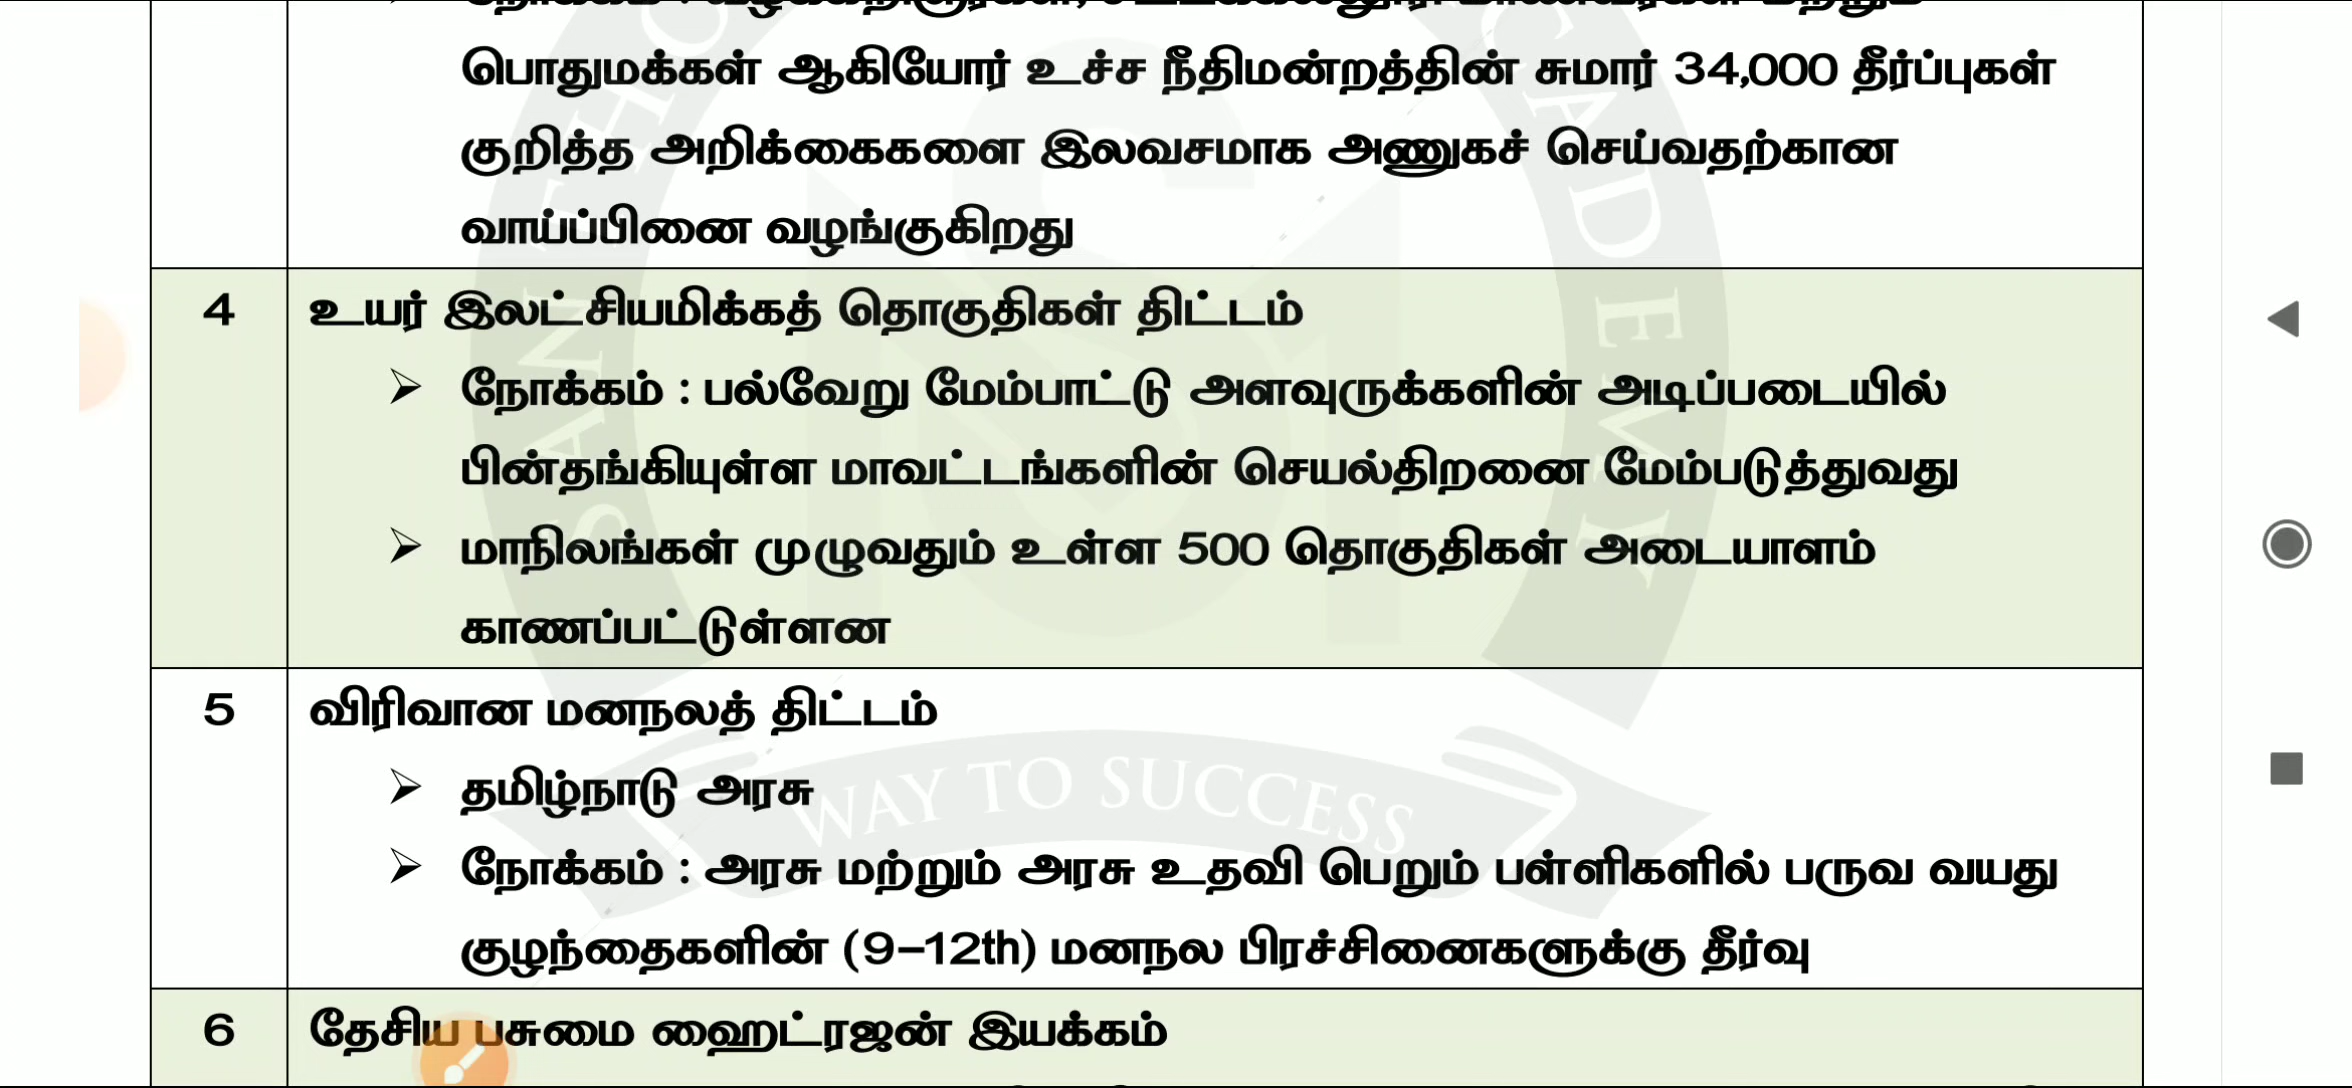 பொதுமக்கள் ஆகியோர் உச்ச நீதிமன்றத்தின் சுமார் 34,000 தீர்ப்புகள்
குறித்த அறிக்கைகளை இலவசமாக அணுகச் செய்வதற்கான
வாய்ப்பினை வழங்குகிறது
4 உயர் இலட்சியமிக்கத் தொகுதிகள் திட்டம்
➢ நோக்கம் : பல்வேறு மேம்பாட்டு அளவுருக்களின் அடிப்படையில்
பின்தங்கியுள்ள மாவட்டங்களின் செயல்திறனை மேம்படுத்துவது
➢ மாநிலங்கள் முழுவதும் உள்ள 500 தொகுதிகள் அடையாளம்
காணப்பட்டுள்ளன
5 விரிவான மனநலத் திட்டம்
➢ தமிழ்நாடு அரசு
➢ நோக்கம் : அரசு மற்றும் அரசு உதவி பெறும் பள்ளிகளில் பருவ வயது
குழந்தைகளின் (9–12th) மனநல பிரச்சினைகளுக்கு தீர்வு
6 தேசிய பசுமை ஹைட்ரஜன் இயக்கம்
WAY TO SUCCESS